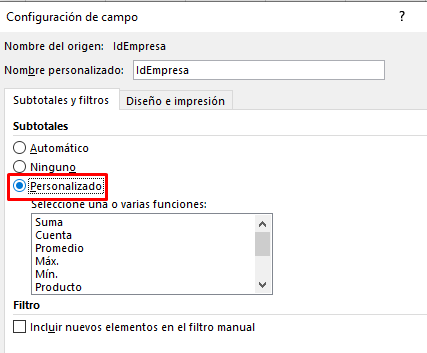 Configuración de campo ?
Nombre del origen: IdEmpresa
Nombre personalizado: IdEmpresa
Subtotales y filtros Diseño e impresión
Subtotales
Automático
Ninguno
Personalizado
Seleccione una o varias funciones:
Suma
Cuenta
Promedio
Máx.
Mín.
Producto
Filtro
Incluir nuevos elementos en el filtro manual